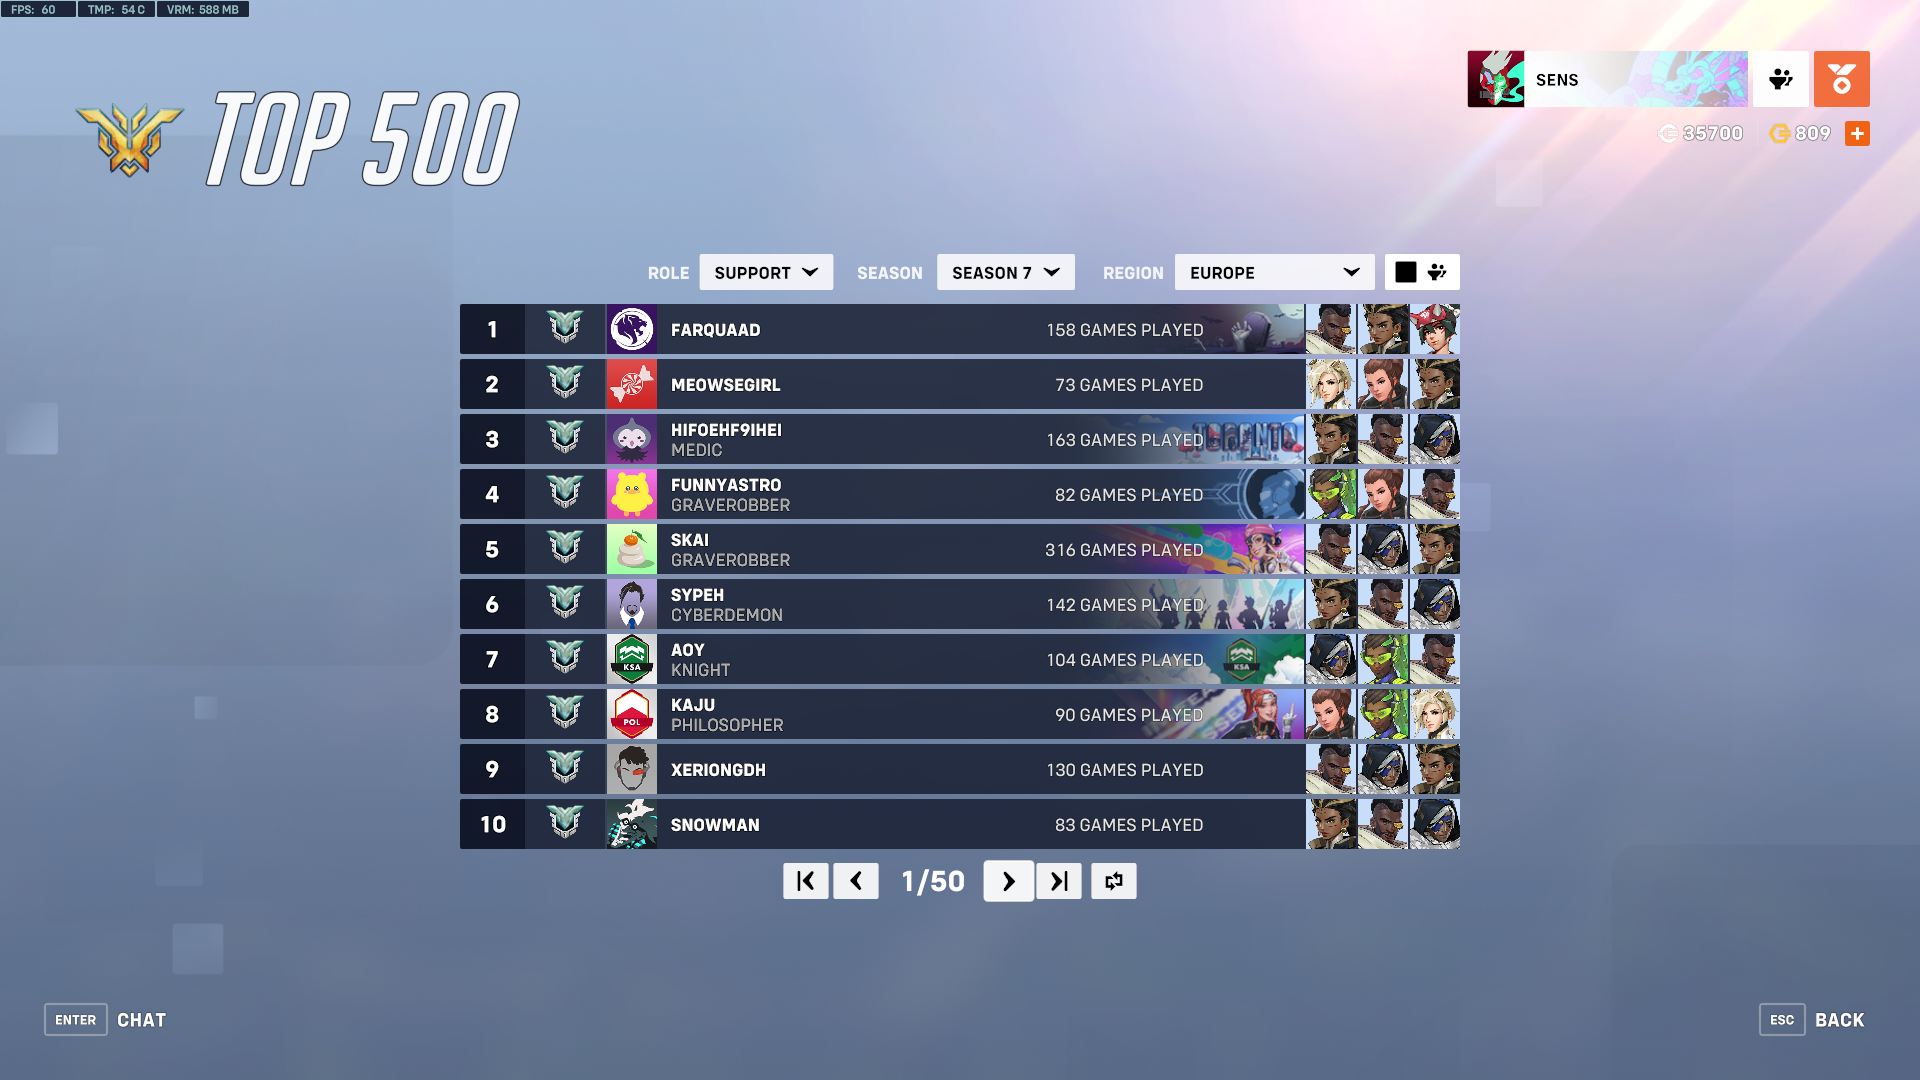 FPS: 60 TMP: 54 C VRM: 588 MB
TOP 500
SENS
35700 809
ROLE SUPPORT SEASON SEASON 7 REGION EUROPE
1 FARQUAAD 158 GAMES PLAYED
2 MEOWSEGIRL 73 GAMES PLAYED
3 HIFOEHF9IHEI 163 GAMES PLAYED TORONTO
MEDIC
4 FUNNYASTRO 82 GAMES PLAYED
GRAVEROBBER
5 SKAI 316 GAMES PLAYED
GRAVEROBBER
6 SYPEH 142 GAMES PLAYED
CYBERDEMON
7 KSA AOY 104 GAMES PLAYED KSA
KNIGHT
8 POL KAJU 90 GAMES PLAYED
PHILOSOPHER
9 XERIONGDH 130 GAMES PLAYED
10 SNOWMAN 83 GAMES PLAYED
1/50
ENTER CHAT
ESC BACK